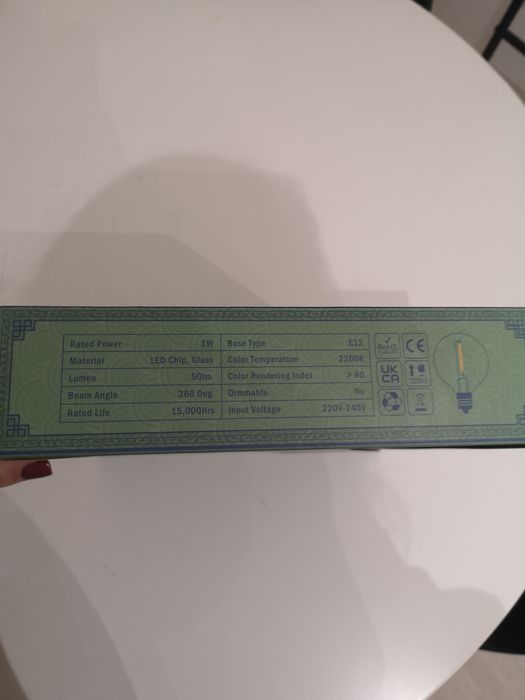 Rated Power 1W Base Type E12
Material LED Chip, Glass Color Temperature 2200K
Lumen 50lm Color Rendering Index > 80
Beam Angle 360 Deg Dimmable No
Rated Life 15,000Hrs Input Voltage 220V-240V
RoHS CE
UK
CA